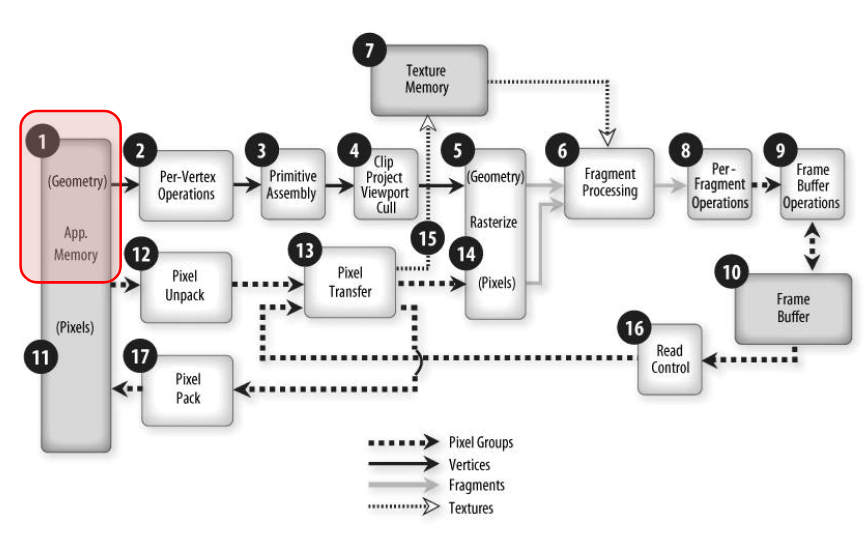 7
Texture
Memory
1
(Geometry)
App.
Memory
(Pixels)
11
2
Per-Vertex
Operations
3
Primitive
Assembly
4
Clip
Project
Viewport
Cull
5
(Geometry)
Rasterize
14
(Pixels)
6
Fragment
Processing
8
Per-
Fragment
Operations
9
Frame
Buffer
Operations
15
12
Pixel
Unpack
13
Pixel
Transfer
10
Frame
Buffer
16
Read
Control
17
Pixel
Pack
Pixel Groups
Vertices
Fragments
Textures